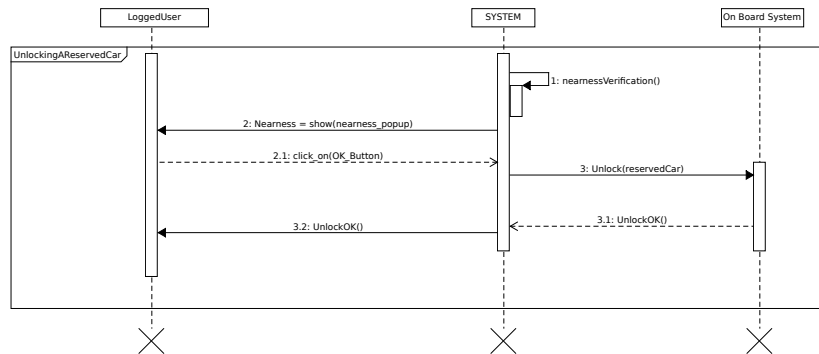 LoggedUser
SYSTEM
On Board System
UnlockingAReservedCar
1: nearnessVerification()
2: Nearness = show(nearness_popup)
2.1: click_on(OK_Button)
3: Unlock(reservedCar)
3.1: UnlockOK()
3.2: UnlockOK()